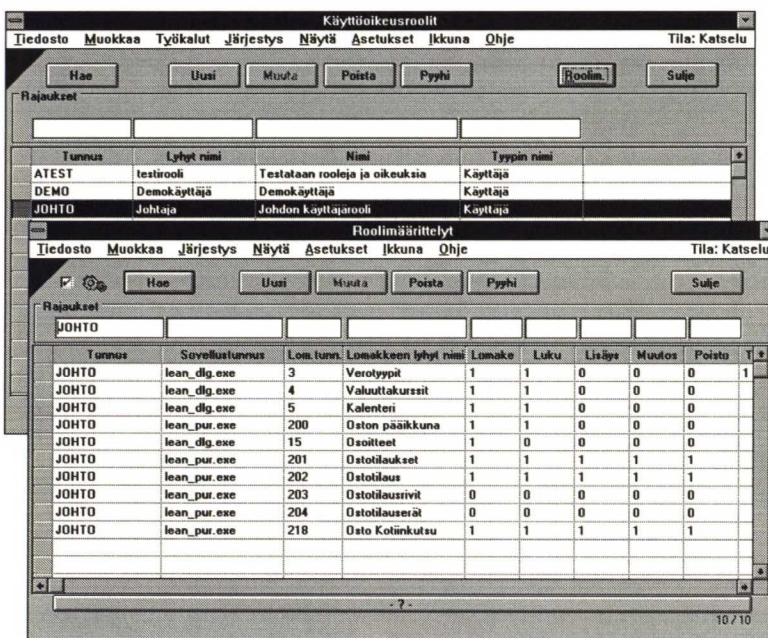 Käyttöoikeusroolit
Tiedosto Muokkaa Työkalut Järjestys Näytä Asetukset Ikkuna Ohje Tila: Katselu
Hae Uusi Muuta Poista Pyyhi Roolim. Sulje
Rajaukset
Tunnus Lyhyt nimi Nimi Tyypin nimi
ATEST testirooli Testataan rooleja ja oikeuksia Käyttäjä
DEMO Demokäyttäjä Demokäyttäjä Käyttäjä
JOHTO Johtaja Johdon käyttäjärooli Käyttäjä
Roolimäärittelyt
Tiedosto Muokkaa Järjestys Näytä Asetukset Ikkuna Ohje Tila: Katselu
Hae Uusi Muuta Poista Pyyhi Sulje
Rajaukset
JOHTO
Tunnus Sovellustunnus Lom.tunn. Lomakkeen lyhyt nimi Lomake Luku Lisäys Muutos Poisto T
JOHTO lean_dlg.exe 3 Verotyypit 1 1 0 0 0 1
JOHTO lean_dlg.exe 4 Valuuttakurssit 1 1 0 0 0
JOHTO lean_dlg.exe 5 Kalenteri 1 1 0 0 0
JOHTO lean_pur.exe 200 Oston pääikkuna 1 1 0 0 0
JOHTO lean_dlg.exe 15 Osoitteet 1 0 0 0 0
JOHTO lean_pur.exe 201 Ostotilaukset 1 1 1 1 1
JOHTO lean_pur.exe 202 Ostotilaus 1 1 1 1 1
JOHTO lean_pur.exe 203 Ostotilausrivit 0 0 0 0 0
JOHTO lean_pur.exe 204 Ostotilauserät 0 0 0 0 0
JOHTO lean_pur.exe 218 Osto Kotiinkutsu 1 1 1 1 1
- ? -
10 / 10